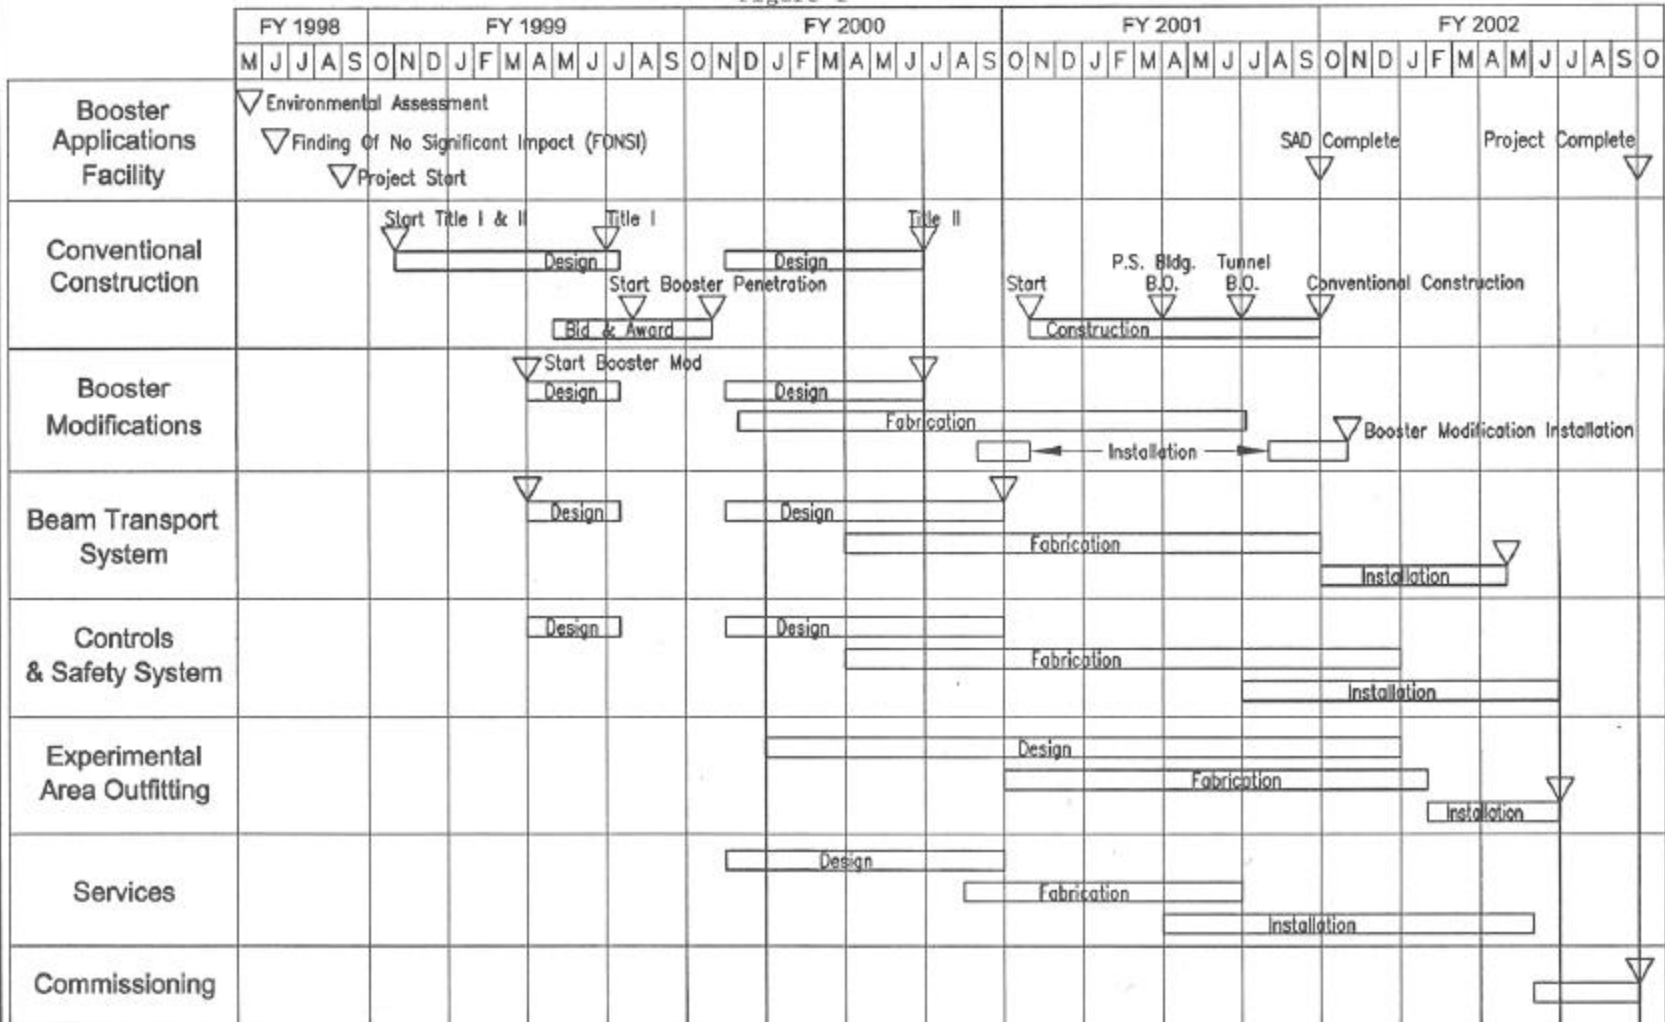 FY 1998 FY 1999 FY 2000 FY 2001 FY 2002
M J J A S O N D J F M A M J J A S O N D J F M A M J J A S O N D J F M A M J J A S O N D J F M A M J J A S O
Booster
Applications
Facility
Environmental Assessment
Finding Of No Significant Impact (FONSI)
Project Start
SAD Complete
Project Complete
Conventional
Construction
Start Title I & II
Title I
Title II
Design
Design
Start Booster Penetration
Bid & Award
Start
P.S. Bldg.
B.O.
Tunnel
B.O.
Conventional Construction
Construction
Booster
Modifications
Start Booster Mod
Design
Design
Fabrication
Installation
Booster Modification Installation
Beam Transport
System
Design
Design
Fabrication
Installation
Controls
& Safety System
Design
Design
Fabrication
Installation
Experimental
Area Outfitting
Design
Fabrication
Installation
Services
Design
Fabrication
Installation
Commissioning